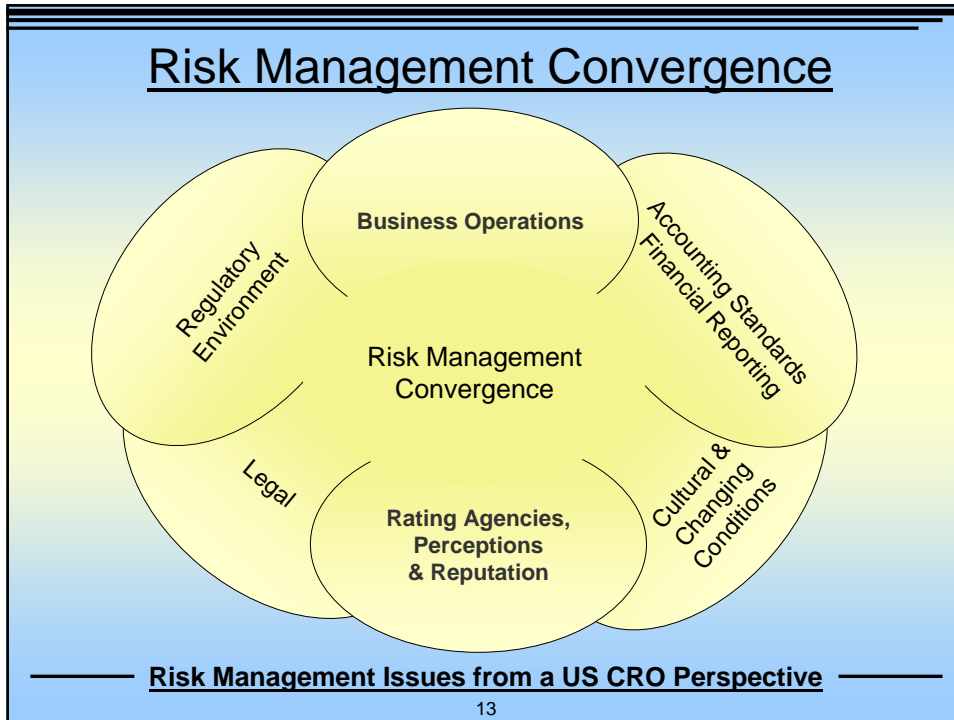 Risk Management Convergence
Business Operations
Regulatory
Environment
Accounting Standards
Financial Reporting
Risk Management
Convergence
Legal
Rating Agencies,
Perceptions
& Reputation
Cultural &
Changing
Conditions
Risk Management Issues from a US CRO Perspective
13